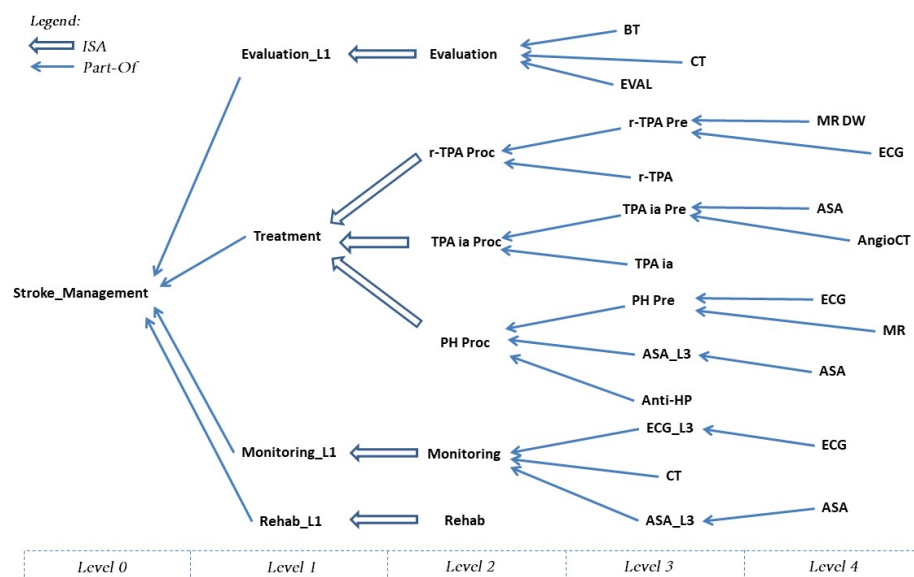 Legend:
ISA
Part-Of
Evaluation_L1
Evaluation
BT
CT
EVAL
r-TPA Proc
r-TPA Pre
MR DW
ECG
r-TPA
Treatment
TPA ia Proc
TPA ia Pre
ASA
AngioCT
TPA ia
Stroke_Management
PH Proc
PH Pre
ECG
MR
ASA_L3
ASA
Anti-HP
Monitoring_L1
Monitoring
ECG_L3
ECG
CT
ASA_L3
ASA
Rehab_L1
Rehab
Level 0 Level 1 Level 2 Level 3 Level 4